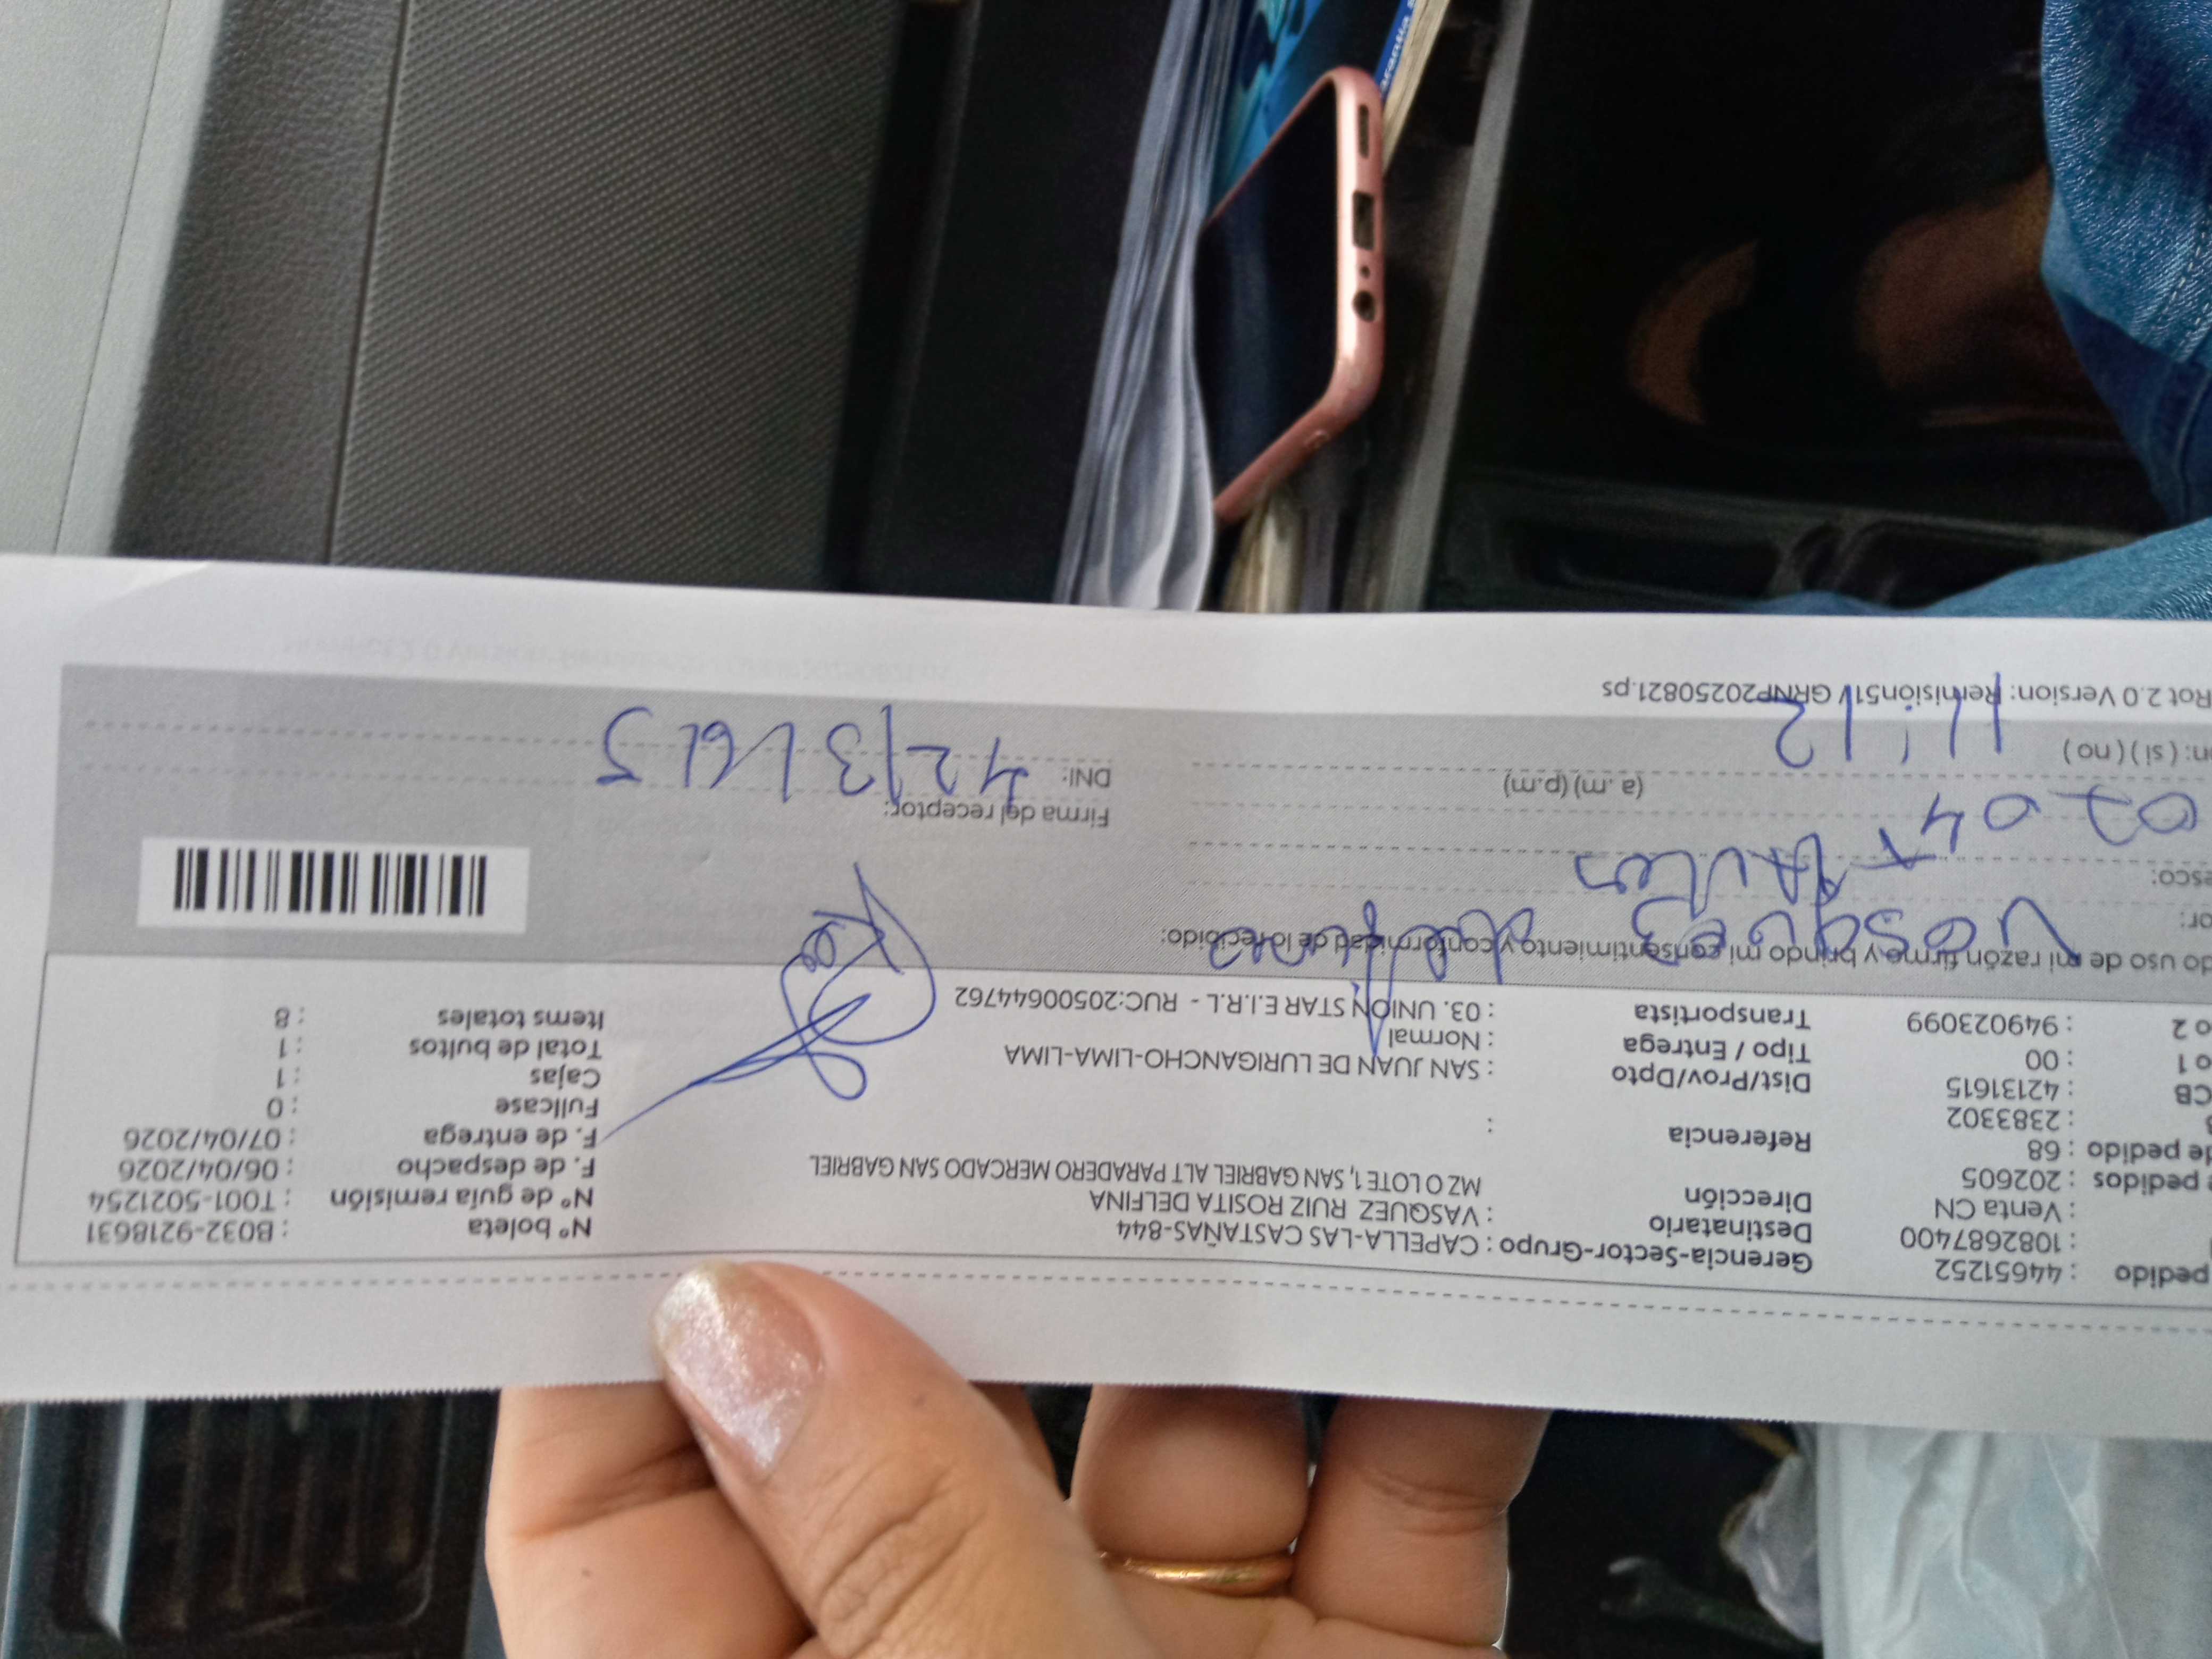 pedido : 44651252
: 1082687400
: Venta CN
e pedidos : 202605
de pedido : 68
: 2383302
CB : 42131615
o 1 : 00
o 2 : 949023099
Gerencia-Sector-Grupo : CAPELLA-LAS CASTAÑAS-844
Destinatario : VASQUEZ RUIZ ROSITA DELFINA
Dirección MZ O LOTE 1, SAN GABRIEL ALT PARADERO MERCADO SAN GABRIEL
Referencia :
Dist/Prov/Dpto : SAN JUAN DE LURIGANCHO-LIMA-LIMA
Tipo / Entrega : Normal
Transportista : 03. UNIÓN STAR E.I.R.L - RUC:20500644762
N° boleta : B032-9218631
N° de guía remisión : T001-5021254
F. de despacho : 06/04/2026
F. de entrega : 07/04/2026
Fullcase : 0
Cajas : 1
Total de bultos : 1
Items totales : 8
do uso de mi razón firmo y brindo mi consentimiento y conformidad de lo recibido:
or: Vasquez
esco: Titular
07 04
(a.m) (p.m)
n: ( si ) ( no )
11:12
Firma del receptor:
DNI: 42131615
Rot 2.0 Version: Remision51 / GRNP20250821.ps